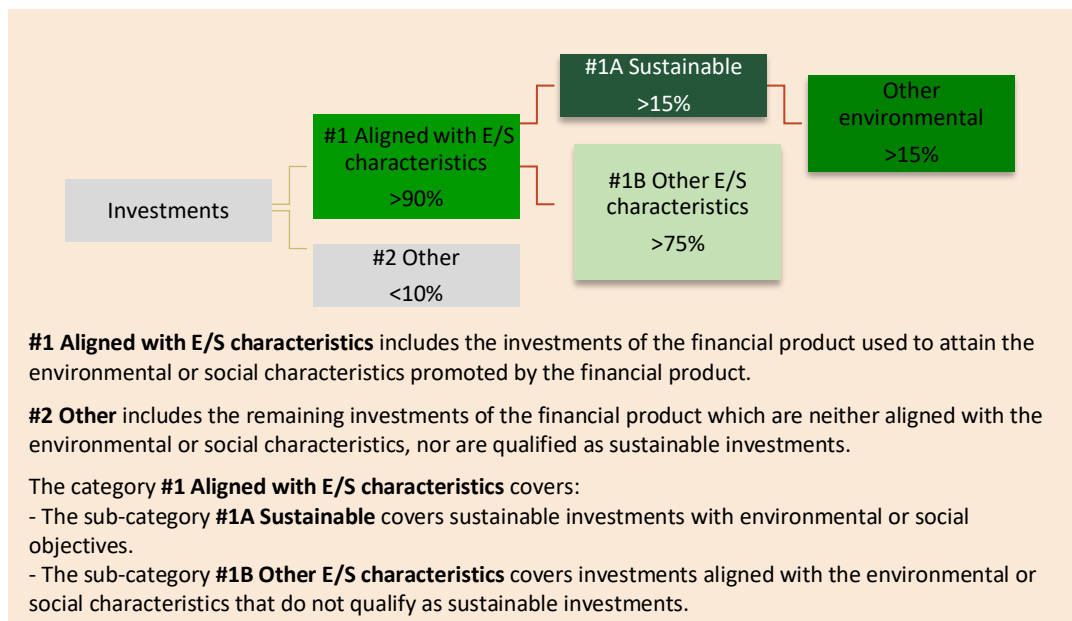 #1A Sustainable
>15%
Other
environmental
>15%
#1 Aligned with E/S
characteristics
>90%
#1B Other E/S
characteristics
>75%
Investments
#2 Other
<10%
#1 Aligned with E/S characteristics includes the investments of the financial product used to attain the
environmental or social characteristics promoted by the financial product.
#2 Other includes the remaining investments of the financial product which are neither aligned with the
environmental or social characteristics, nor are qualified as sustainable investments.
The category #1 Aligned with E/S characteristics covers:
- The sub-category #1A Sustainable covers sustainable investments with environmental or social
objectives.
- The sub-category #1B Other E/S characteristics covers investments aligned with the environmental or
social characteristics that do not qualify as sustainable investments.